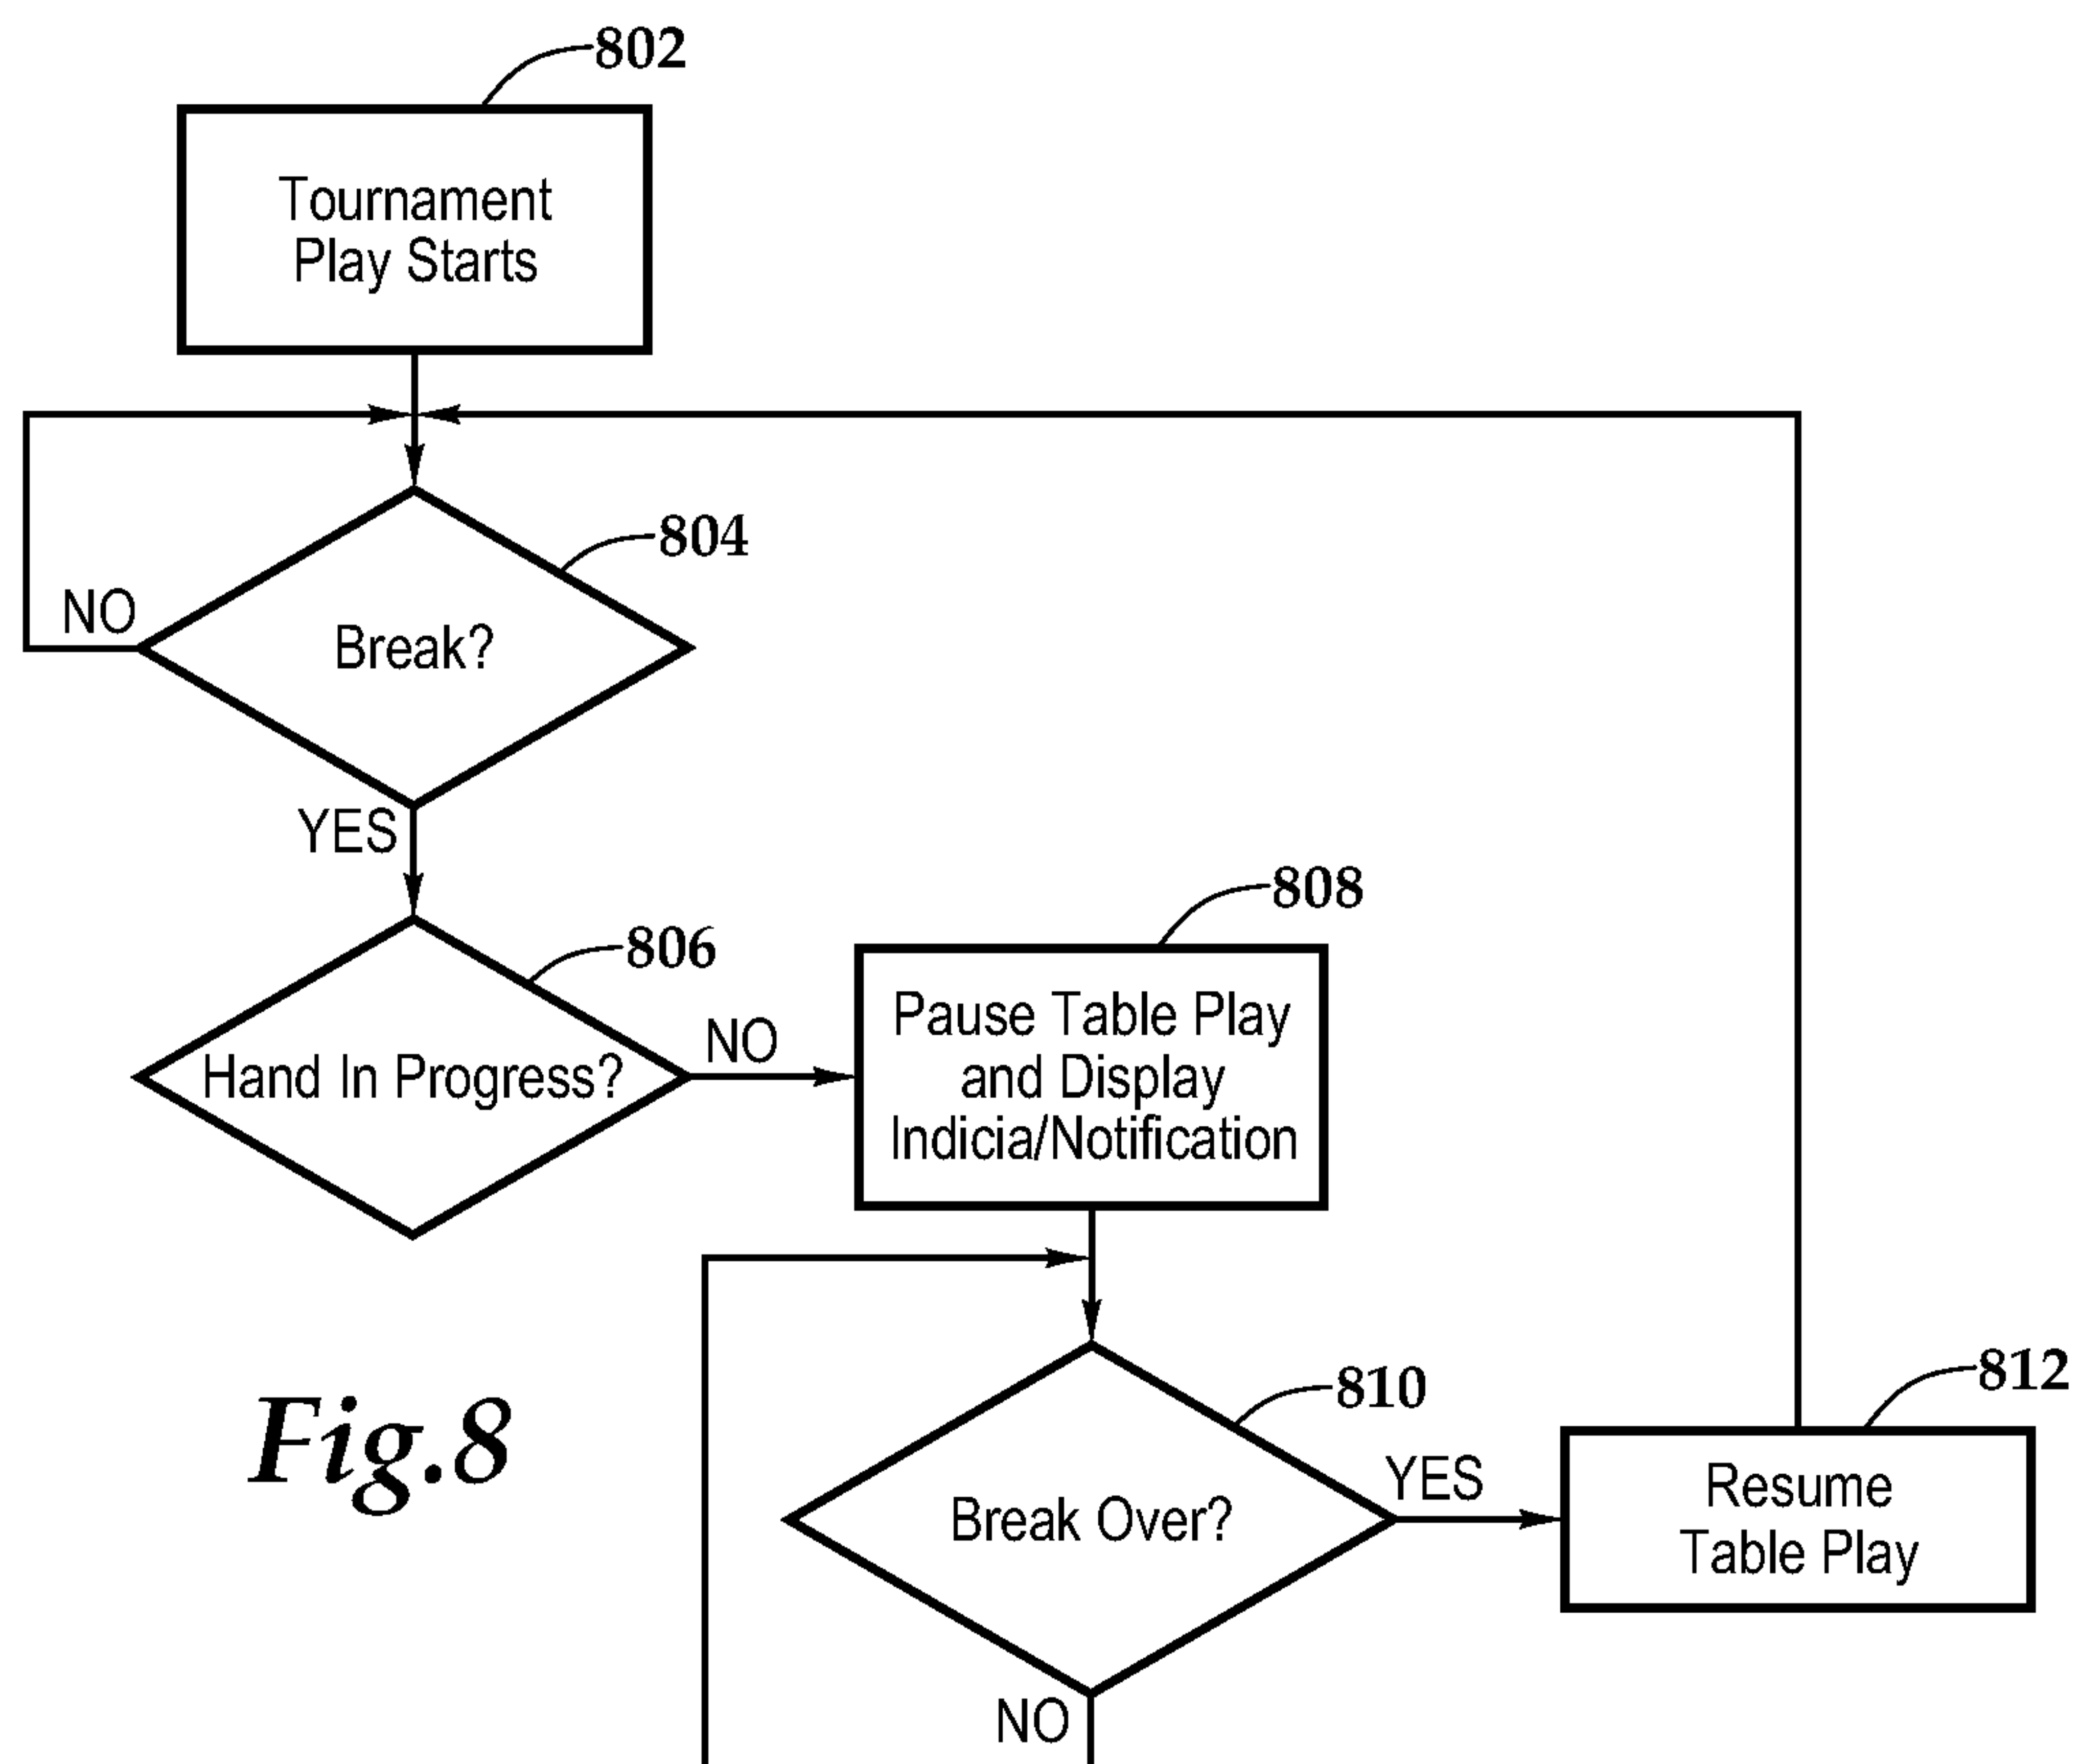 802
Tournament
Play Starts
804
NO
Break?
YES
806
Hand In Progress?
NO
808
Pause Table Play
and Display
Indicia/Notification
810
Break Over?
YES
NO
812
Resume
Table Play
Fig.8